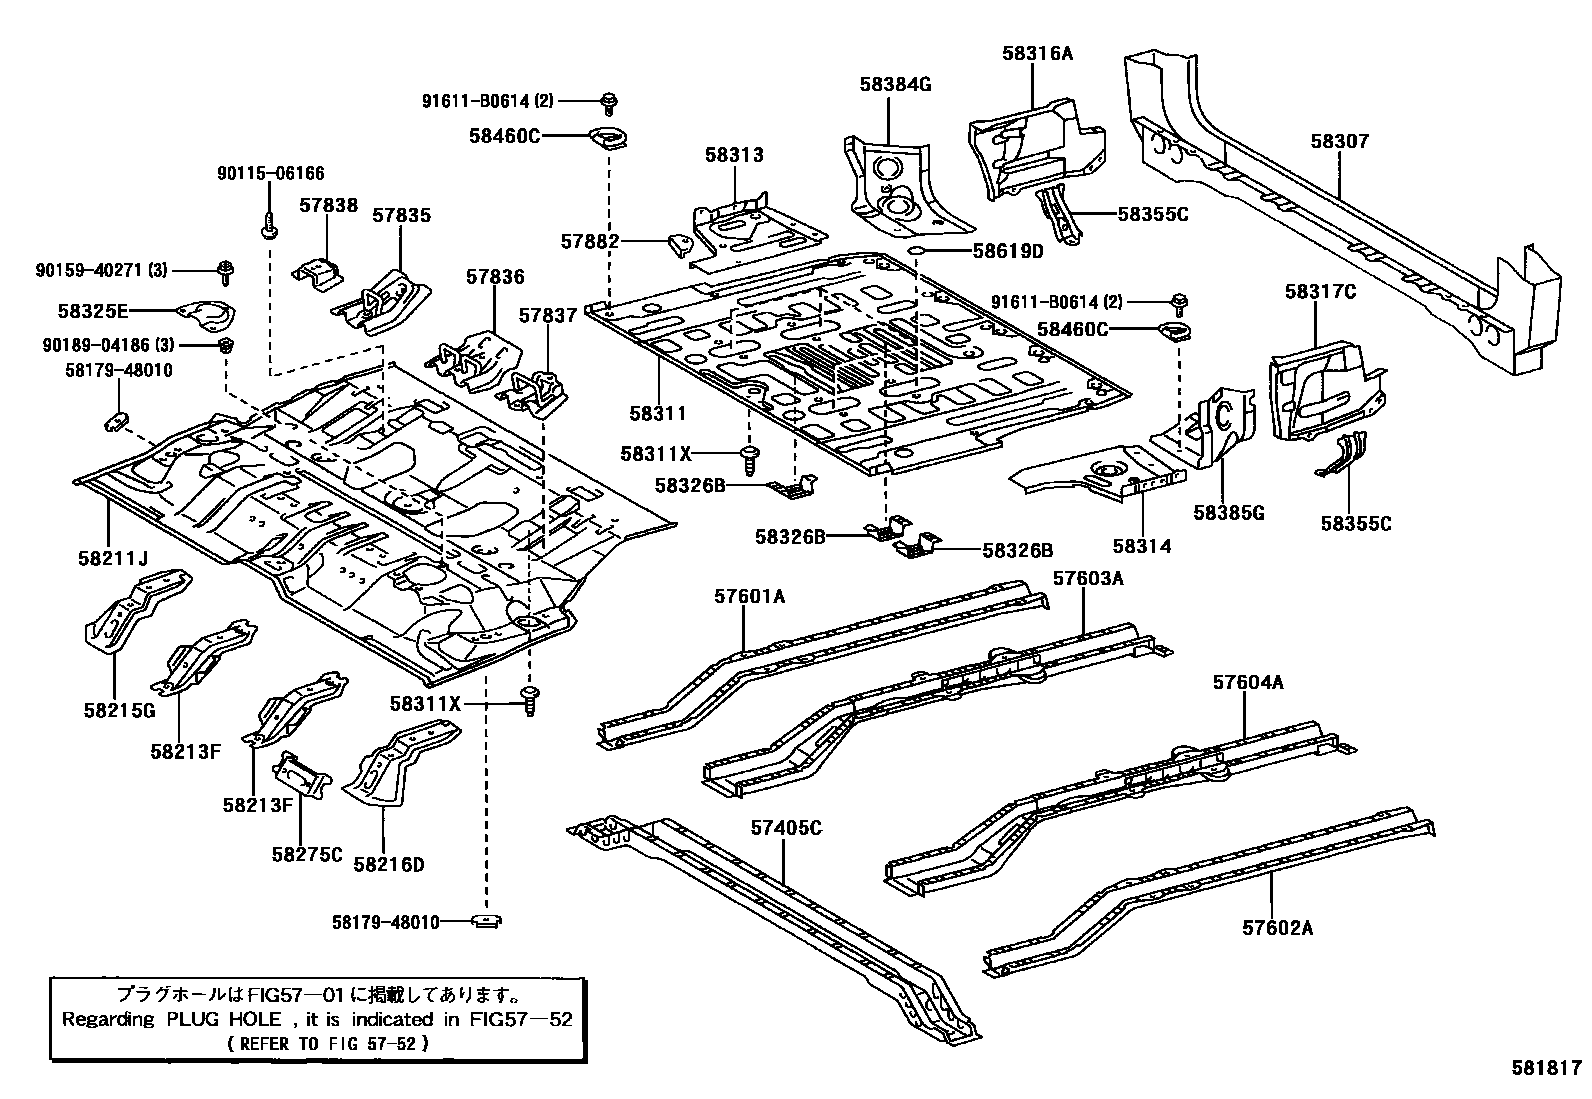 58316A
58384G
91611-B0614 (2)
58460C
58307
58313
90115-06166
57838
57835
58355C
57882
58619D
90159-40271 (3)
57836
58317C
91611-B0614 (2)
58325E
57837
58460C
90189-04186 (3)
58179-48010
58311
58311X
58326B
58385G
58355C
58326B
58326B
58314
58211J
57603A
57601A
57604A
58215G
58311X
58213F
58213F
57405C
58275C
58216D
58179-48010
57602A
プラグホールはFIG57-01に掲載してあります。
Regarding PLUG HOLE , it is indicated in FIG57-52
( REFER TO FIG 57-52 )
581817